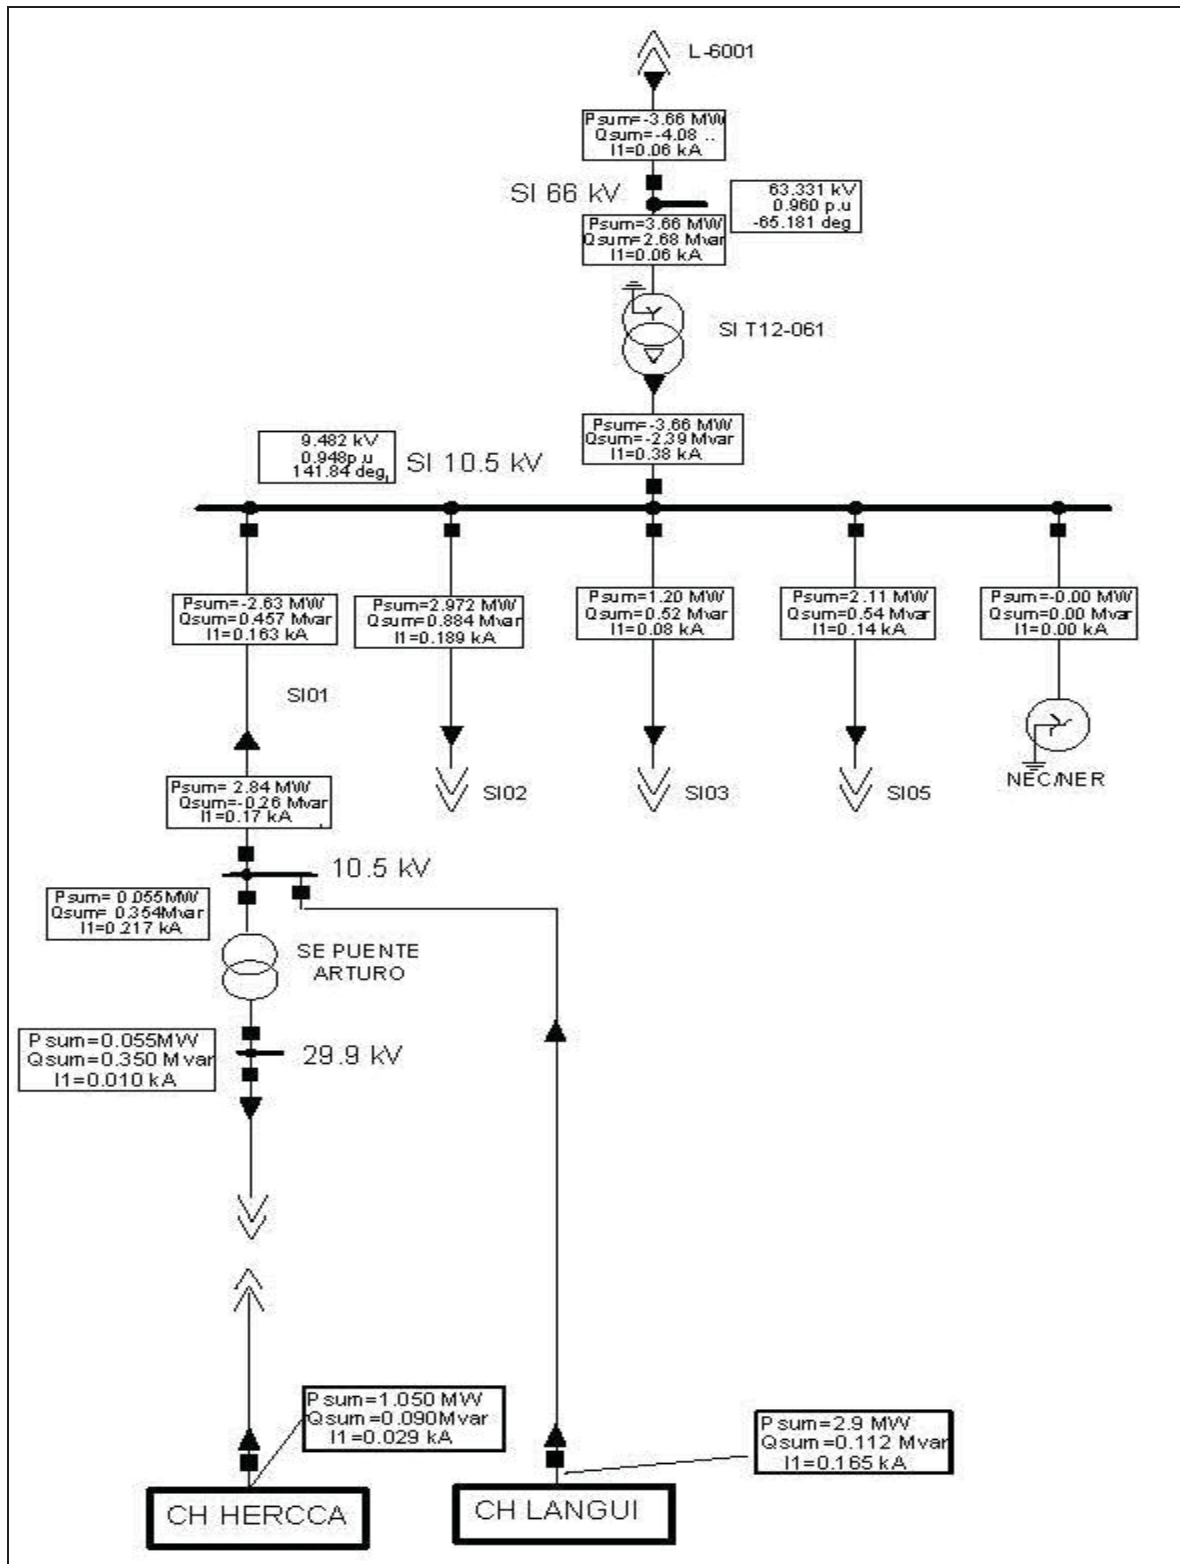 L-6001
Psum=-3.66 MW
Qsum=-4.08 ..
I1=0.06 kA
SI 66 kV
63.331 kV
0.960 p.u
-65.181 deg
Psum=3.66 MW
Qsum=2.68 Mvar
I1=0.06 kA
SI T12-061
Psum=-3.66 MW
Qsum=-2.39 Mvar
I1=0.38 kA
9.482 kV
0.948p.u
141.84 deg,
SI 10.5 kV
Psum=-2.63 MW
Qsum=0.457 Mvar
I1=0.163 kA
Psum=2.972 MW
Qsum=0.884 Mvar
I1=0.189 kA
Psum=1.20 MW
Qsum=0.52 Mvar
I1=0.08 kA
Psum=2.11 MW
Qsum=0.54 Mvar
I1=0.14 kA
Psum=-0.00 MW
Qsum=0.00 Mvar
I1=0.00 kA
SI01
SI02
SI03
SI05
NEC/NER
Psum= 2.84 MW
Qsum=-0.26 Mvar
I1=0.17 kA
10.5 kV
Psum= 0.055MW
Qsum= 0.354Mvar
I1=0.217 kA
SE PUENTE
ARTURO
Psum=0.055MW
Qsum=0.350 Mvar
I1=0.010 kA
29.9 kV
Psum=1.050 MW
Qsum=0.090Mvar
I1=0.029 kA
Psum=2.9 MW
Qsum=0.112 Mvar
I1=0.165 kA
CH HERCCA
CH LANGUI